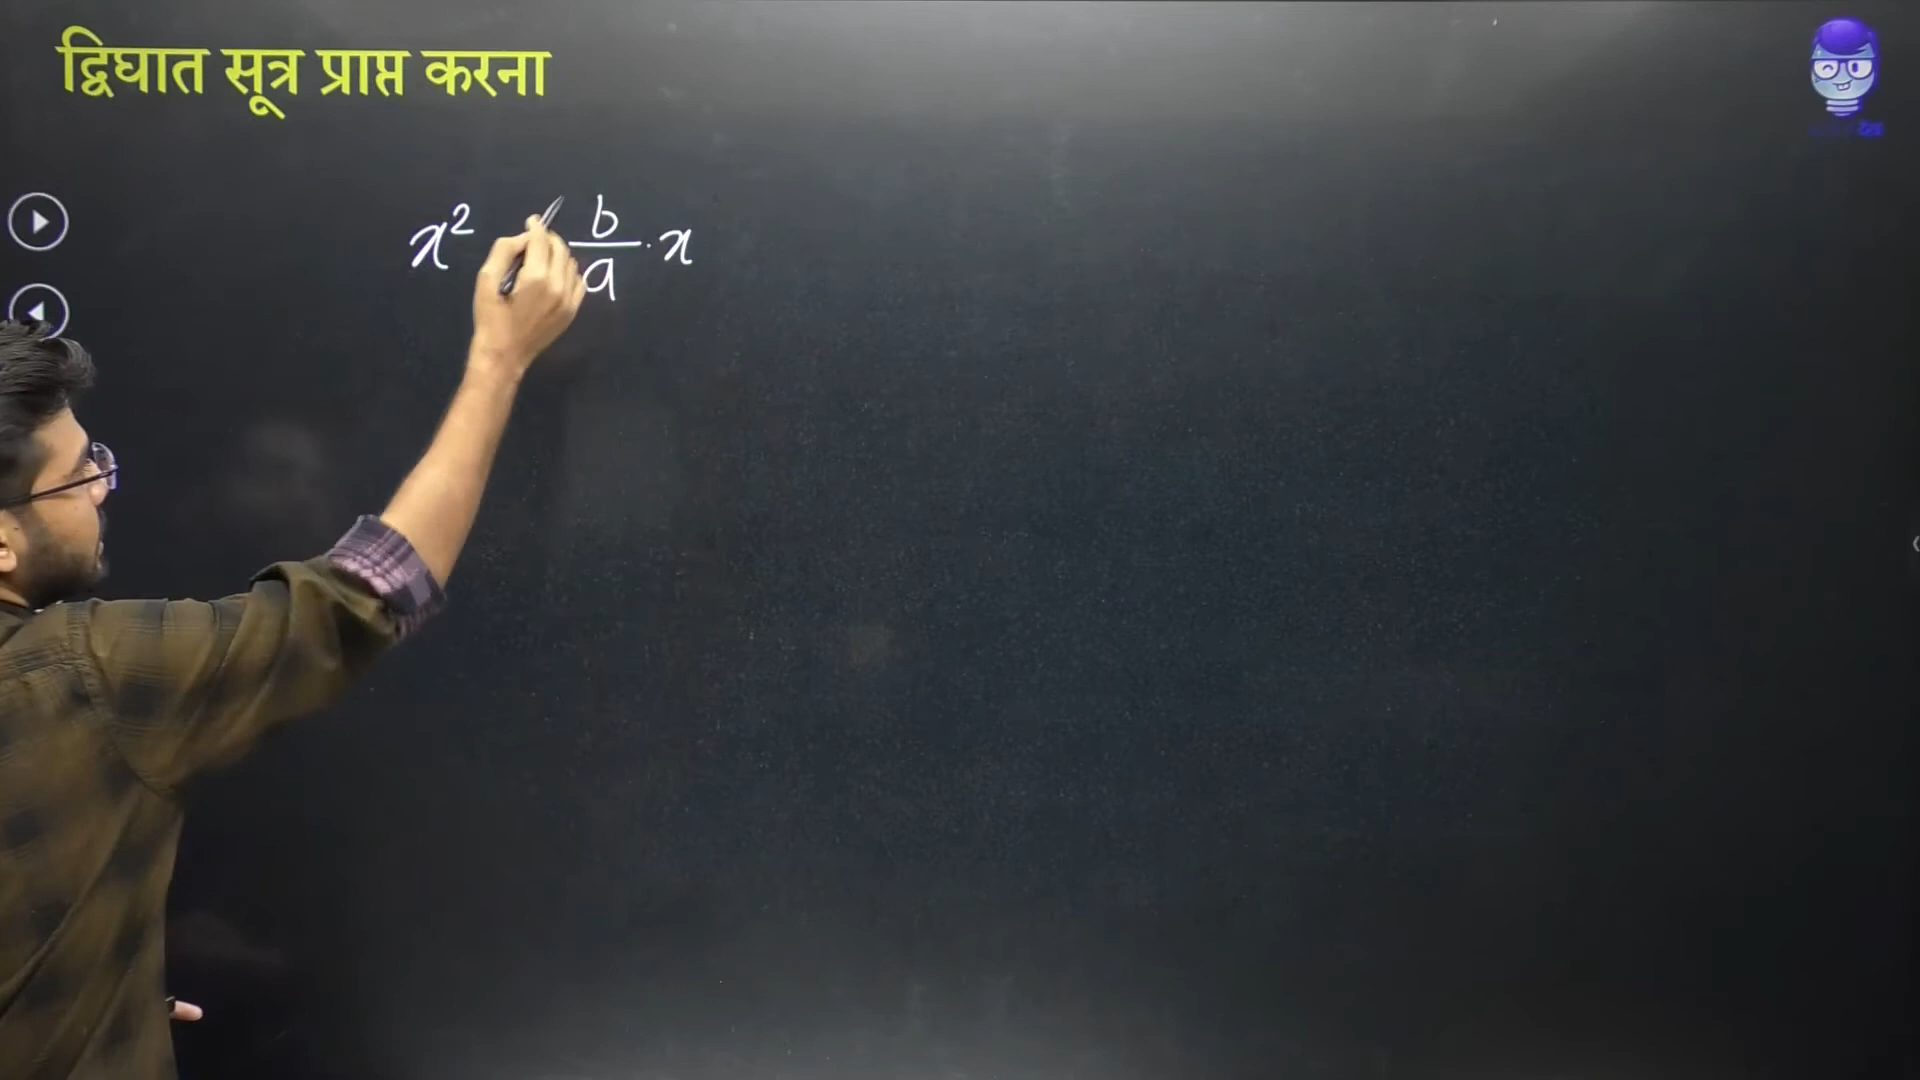 द्विघात सूत्र प्राप्त करना
x² b/a · x